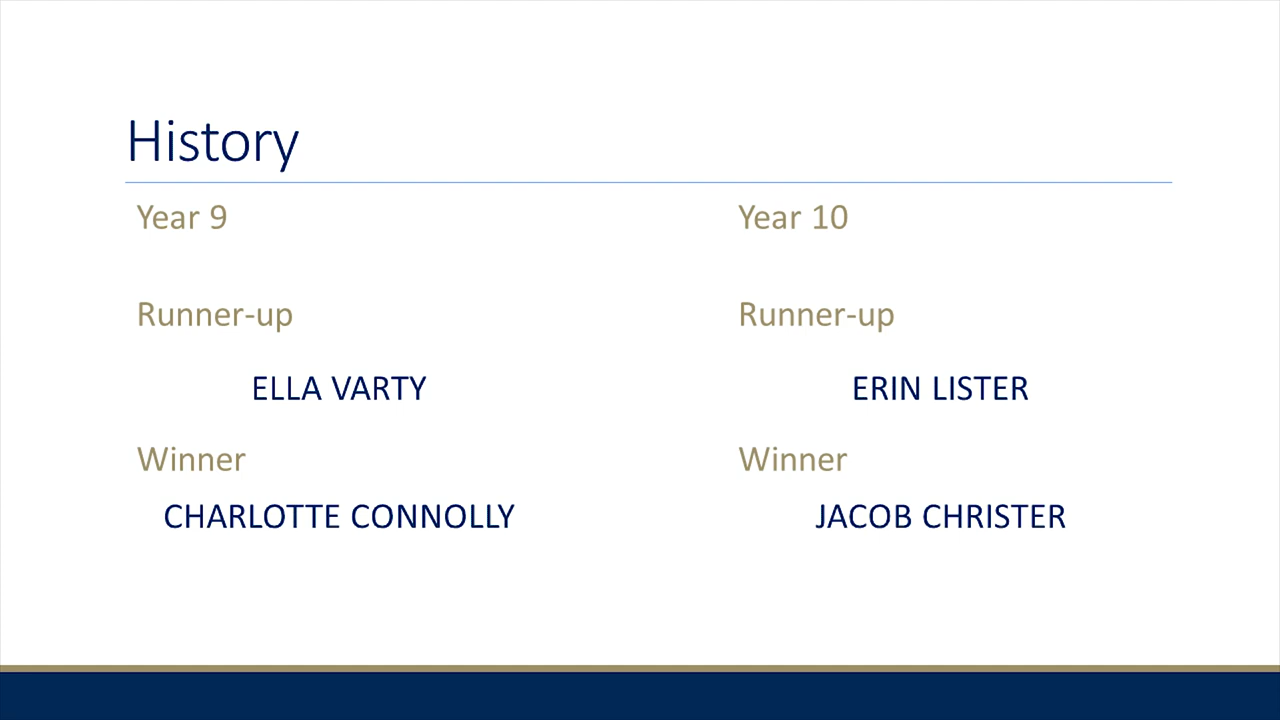 History
Year 9
Runner-up
ELLA VARTY
Winner
CHARLOTTE CONNOLLY
Year 10
Runner-up
ERIN LISTER
Winner
JACOB CHRISTER